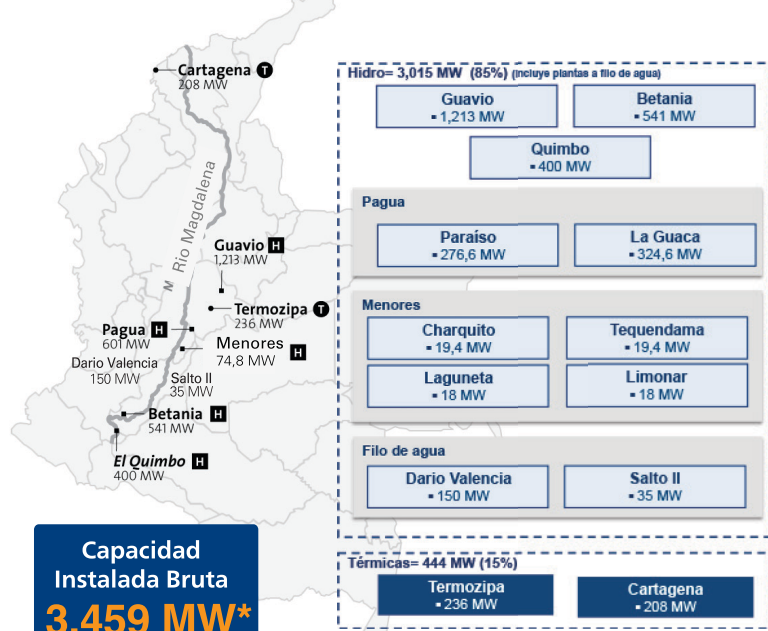 Cartagena T
208 MW
Rio Magdalena
Guavio H
1,213 MW
Termozipa T
236 MW
Pagua H
601 MW
Menores H
74,8 MW
Dario Valencia
150 MW
Salto II
35 MW
Betania H
541 MW
El Quimbo H
400 MW
Capacidad
Instalada Bruta
3.459 MW*
Hidro= 3,015 MW (85%) (incluye plantas a filo de agua)
Guavio
▪ 1,213 MW
Betania
▪ 541 MW
Quimbo
▪ 400 MW
Pagua
Paraíso
▪ 276,6 MW
La Guaca
▪ 324,6 MW
Menores
Charquito
▪ 19,4 MW
Tequendama
▪ 19,4 MW
Laguneta
▪ 18 MW
Limonar
▪ 18 MW
Filo de agua
Dario Valencia
▪ 150 MW
Salto II
▪ 35 MW
Térmicas= 444 MW (15%)
Termozipa
▪ 236 MW
Cartagena
▪ 208 MW